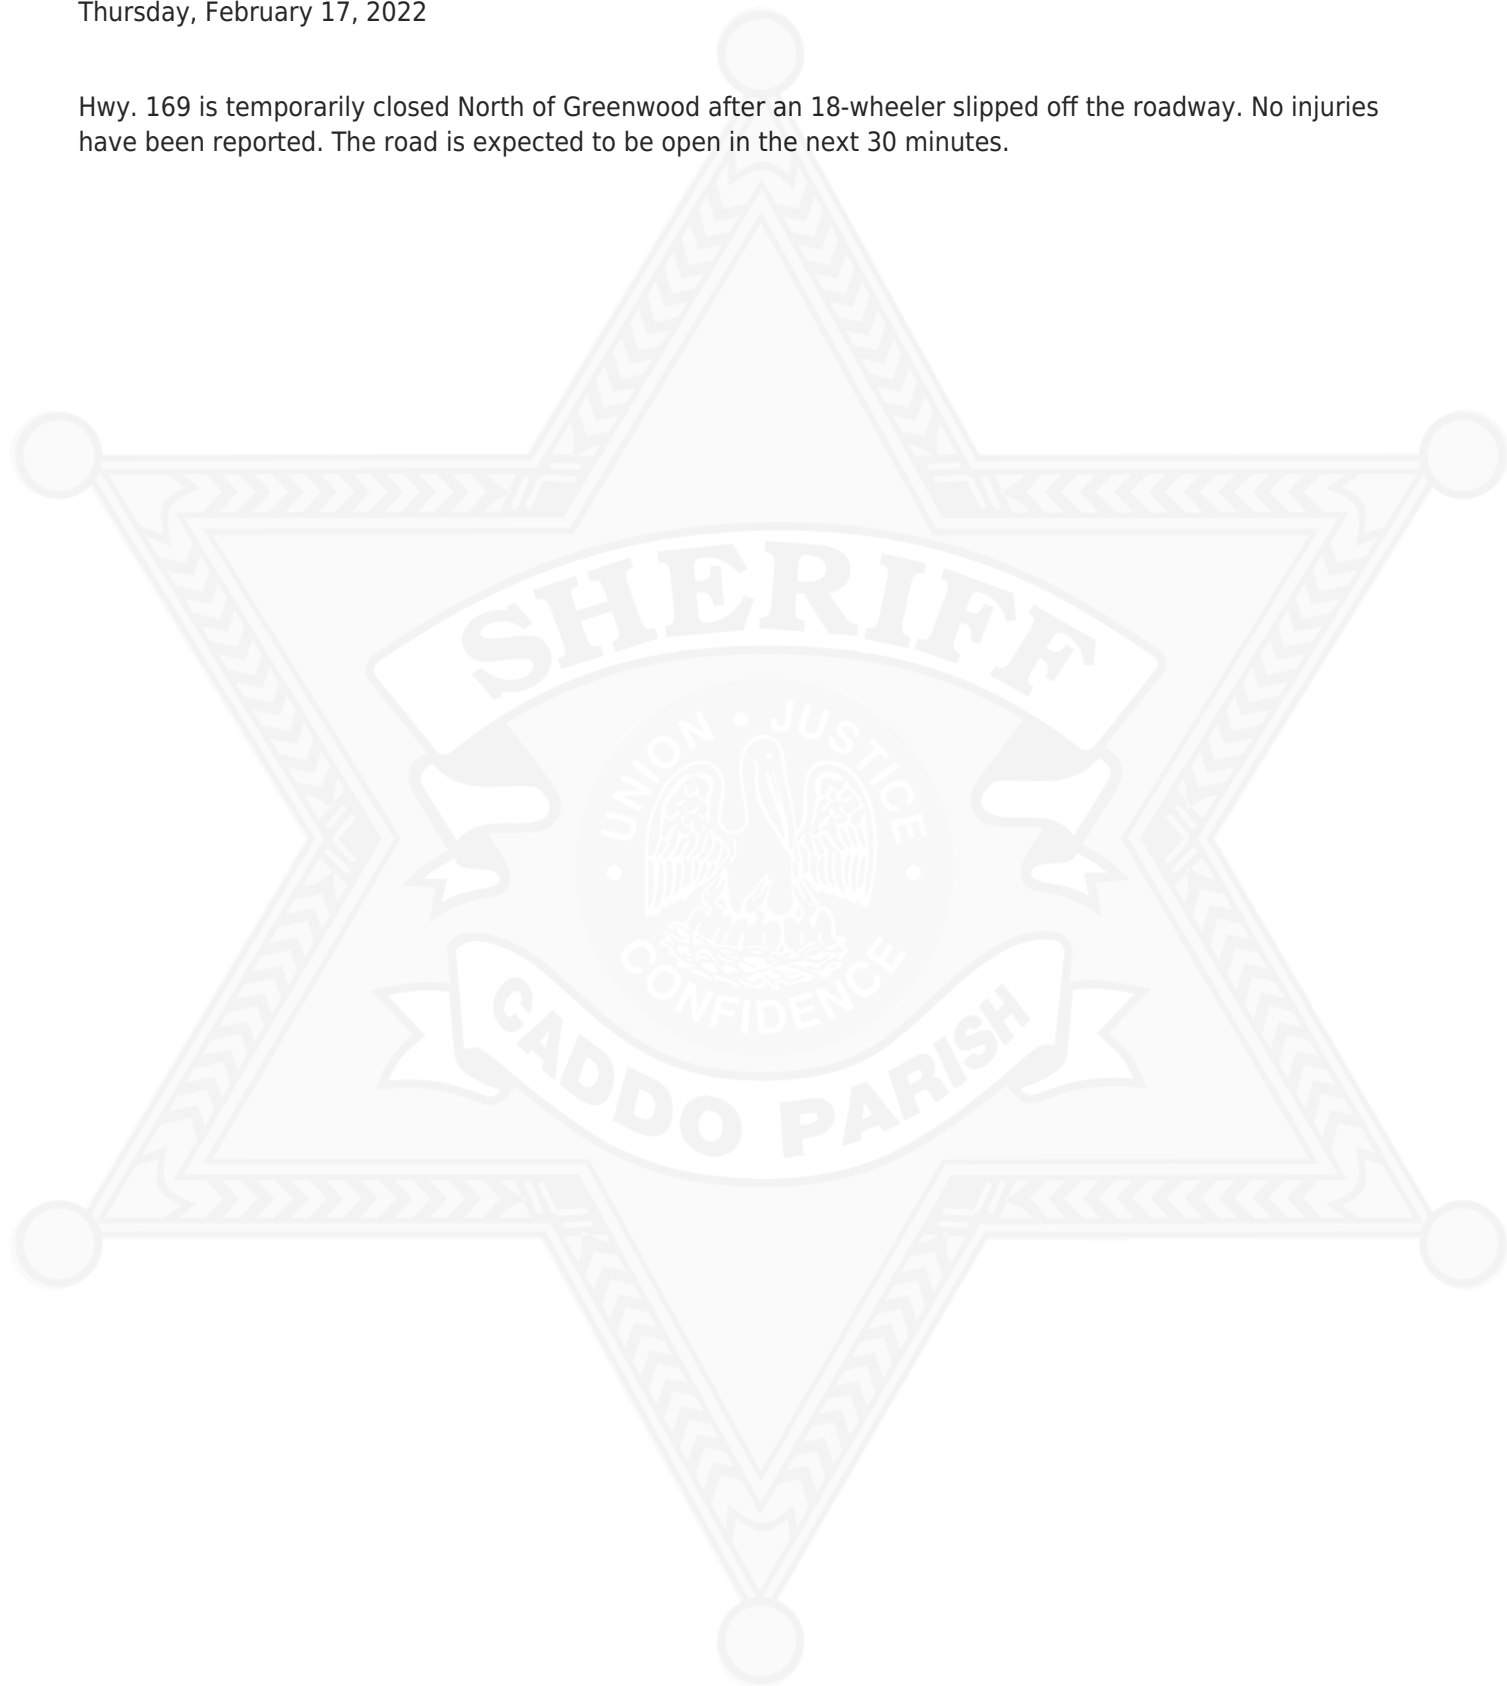 Thursday, February 17, 2022
Hwy. 169 is temporarily closed North of Greenwood after an 18-wheeler slipped off the roadway. No injuries
have been reported. The road is expected to be open in the next 30 minutes.
SHERIFF
UNION • JUSTICE
• CONFIDENCE •
CADDO PARISH